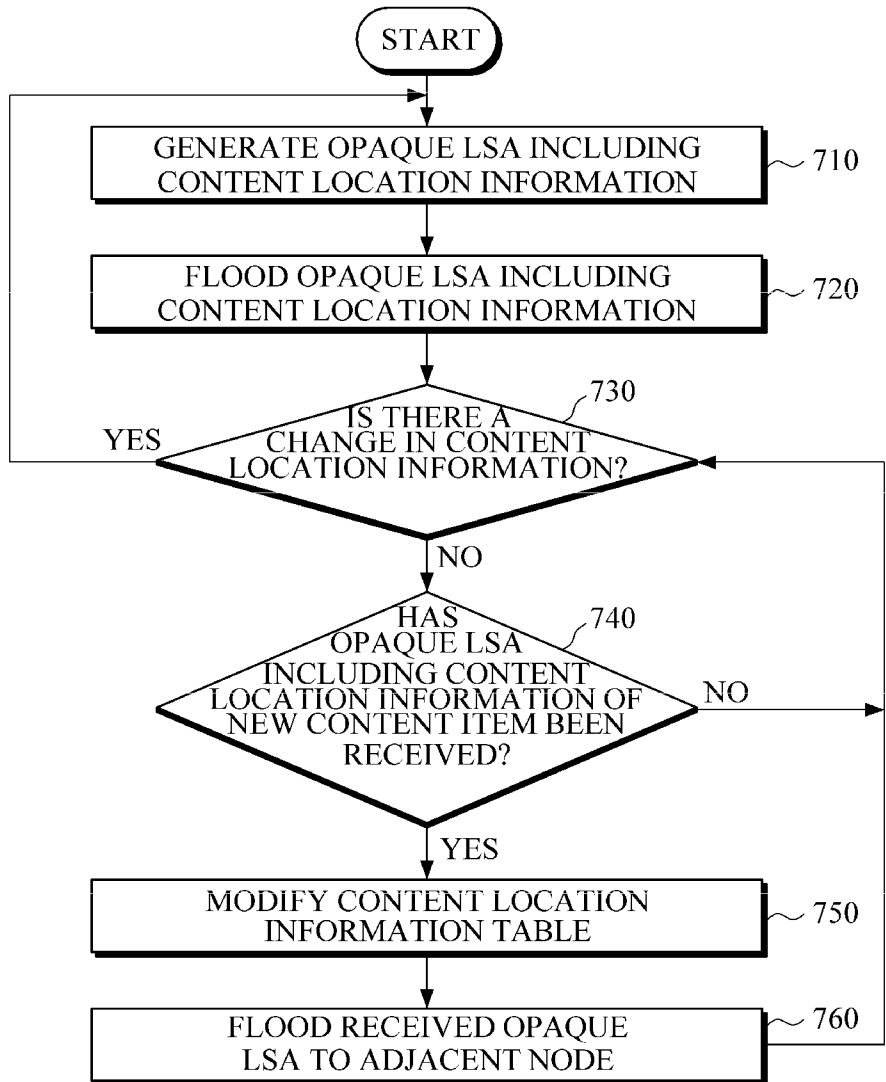 START
GENERATE OPAQUE LSA INCLUDING
CONTENT LOCATION INFORMATION
710
FLOOD OPAQUE LSA INCLUDING
CONTENT LOCATION INFORMATION
720
730
IS THERE A
CHANGE IN CONTENT
LOCATION INFORMATION?
YES
NO
740
HAS
OPAQUE LSA
INCLUDING CONTENT
LOCATION INFORMATION OF
NEW CONTENT ITEM BEEN
RECEIVED?
NO
YES
MODIFY CONTENT LOCATION
INFORMATION TABLE
750
FLOOD RECEIVED OPAQUE
LSA TO ADJACENT NODE
760